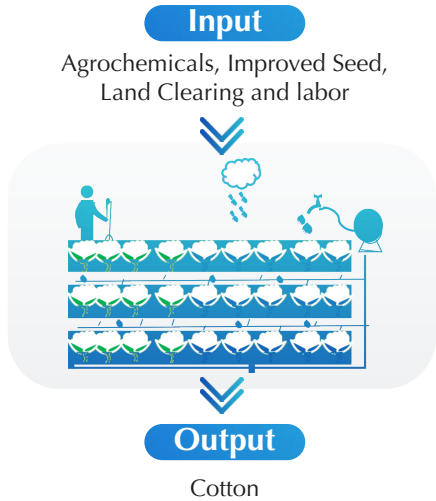 Input
Agrochemicals, Improved Seed,
Land Clearing and labor
Output
Cotton